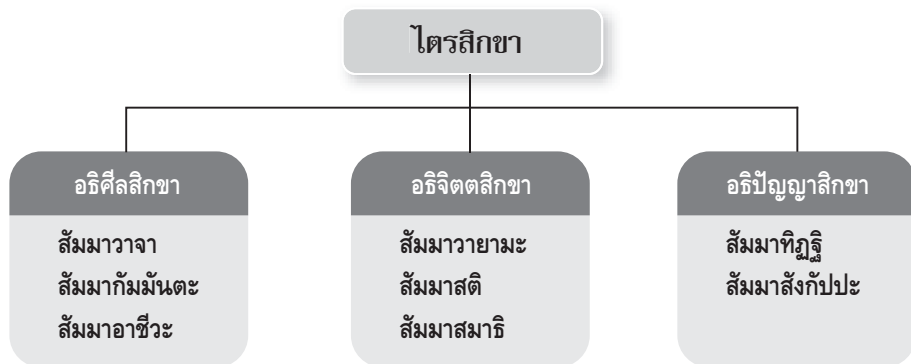 ไตรสิกขา
อธิศีลสิกขา
สัมมาวาจา
สัมมากัมมันตะ
สัมมาอาชีวะ
อธิจิตตสิกขา
สัมมาวายามะ
สัมมาสติ
สัมมาสมาธิ
อธิปัญญาสิกขา
สัมมาทิฏฐิ
สัมมาสังกัปปะ